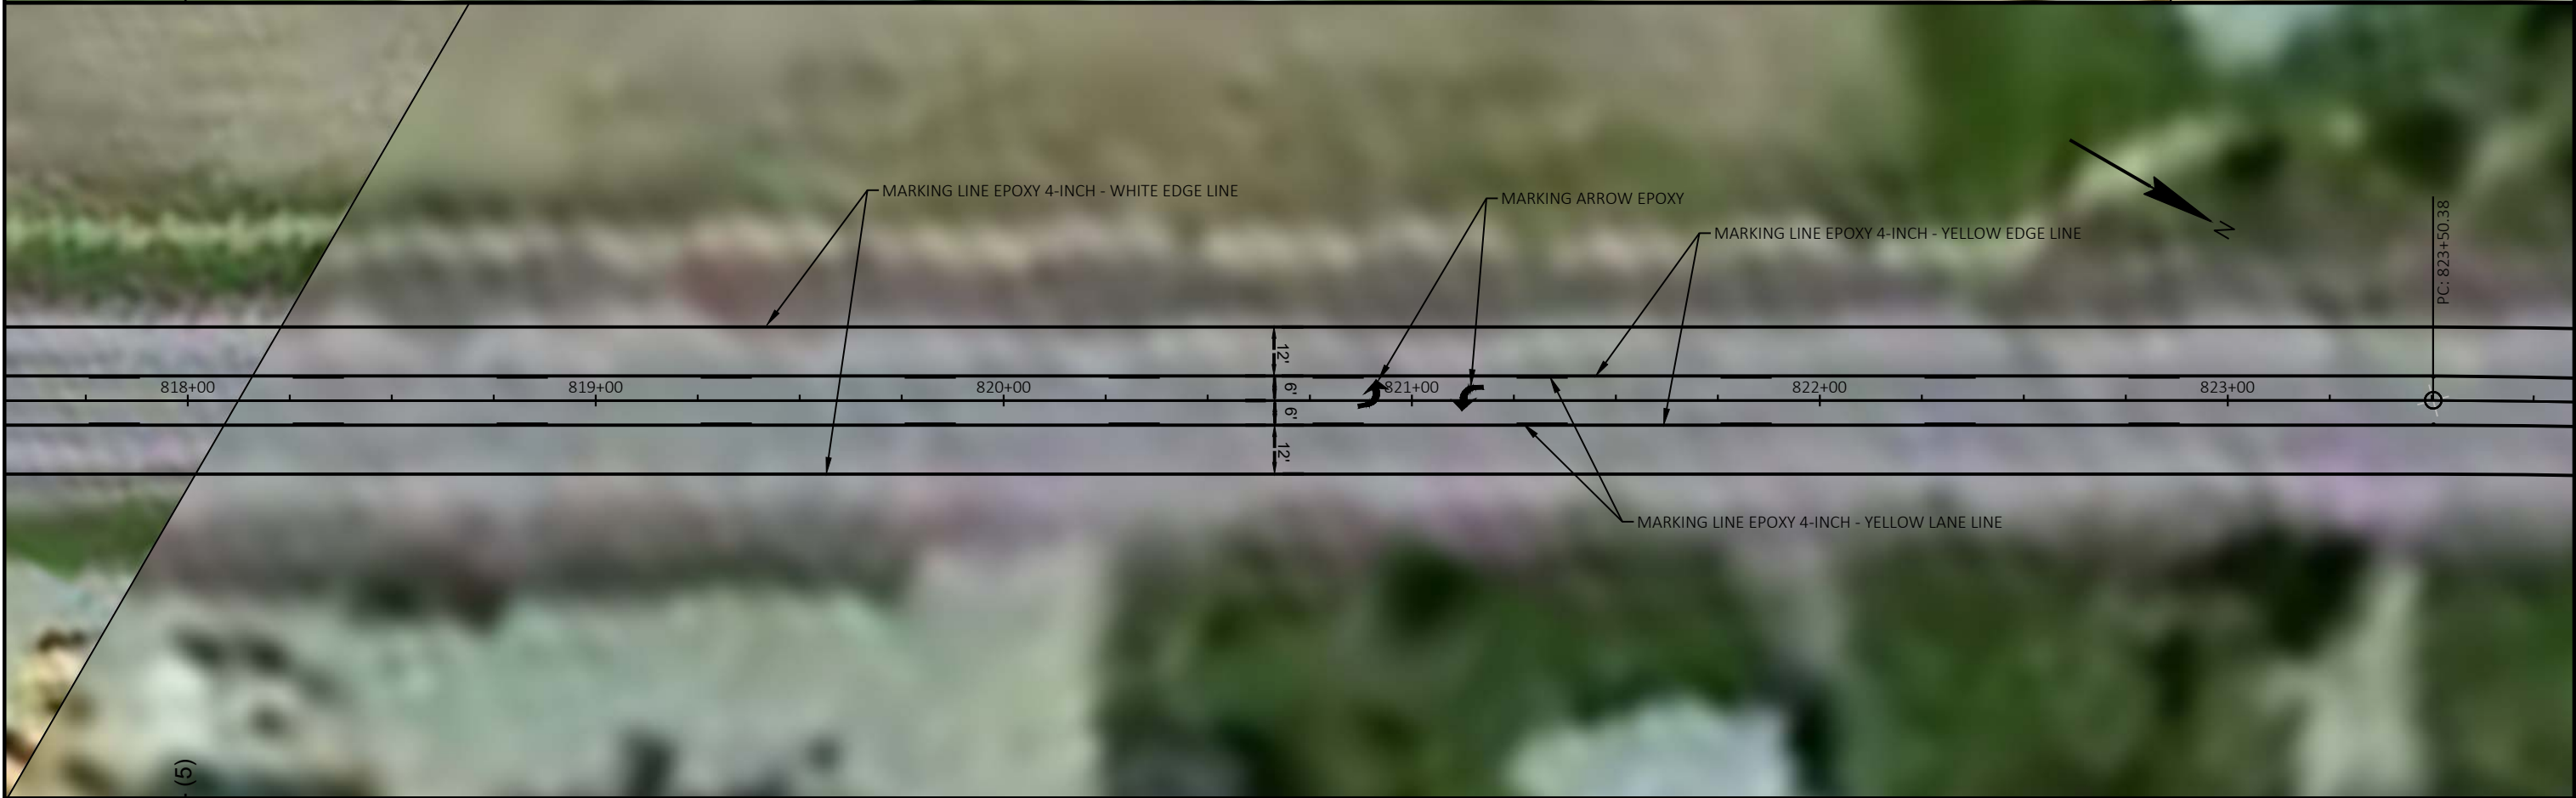 MARKING LINE EPOXY 4-INCH - WHITE EDGE LINE
MARKING ARROW EPOXY
MARKING LINE EPOXY 4-INCH - YELLOW EDGE LINE
N
PC: 823+50.38
12'
818+00
819+00
820+00
6'
821+00
822+00
823+00
6'
12'
MARKING LINE EPOXY 4-INCH - YELLOW LANE LINE
(5)